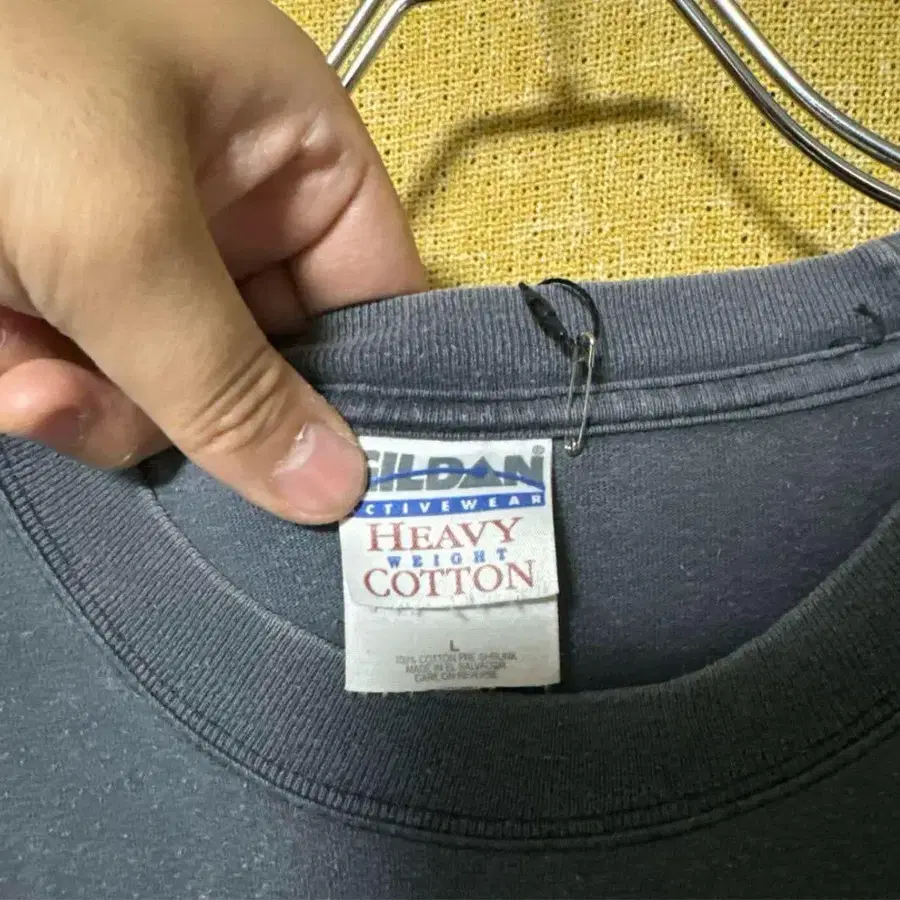 GILDAN®
ACTIVEWEAR
HEAVY
WEIGHT
COTTON
L
100% COTTON PRE SHRUNK
MADE IN EL SALVADOR
CARE ON REVERSE